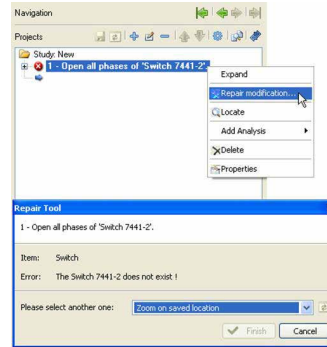 Navigation
Projects
Study: New
1 - Open all phases of 'Switch 7441-2'.
Expand
Repair modification...
Locate
Add Analysis
Delete
Properties
Repair Tool
1 - Open all phases of 'Switch 7441-2'.
Item: Switch
Error: The Switch 7441-2 does not exist !
Please select another one: Zoom on saved location
Finish Cancel